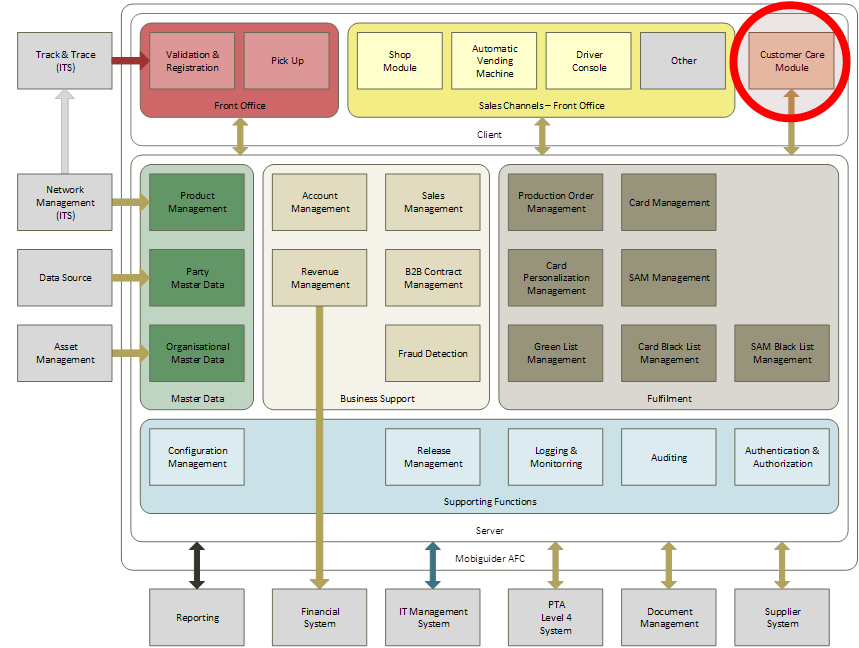 Track & Trace
(ITS)
Validation &
Registration
Pick Up
Front Office
Shop
Module
Automatic
Vending
Machine
Driver
Console
Other
Sales Channels – Front Office
Customer Care
Module
Client
Network
Management
(ITS)
Data Source
Asset
Management
Product
Management
Party
Master Data
Organisational
Master Data
Master Data
Account
Management
Sales
Management
Revenue
Management
B2B Contract
Management
Fraud Detection
Business Support
Production Order
Management
Card Management
Card
Personalization
Management
SAM Management
Green List
Management
Card Black List
Management
SAM Black List
Management
Fulfilment
Configuration
Management
Release
Management
Logging &
Monitoring
Auditing
Authentication &
Authorization
Supporting Functions
Server
Mobiguider AFC
Reporting
Financial
System
IT Management
System
PTA
Level 4
System
Document
Management
Supplier
System